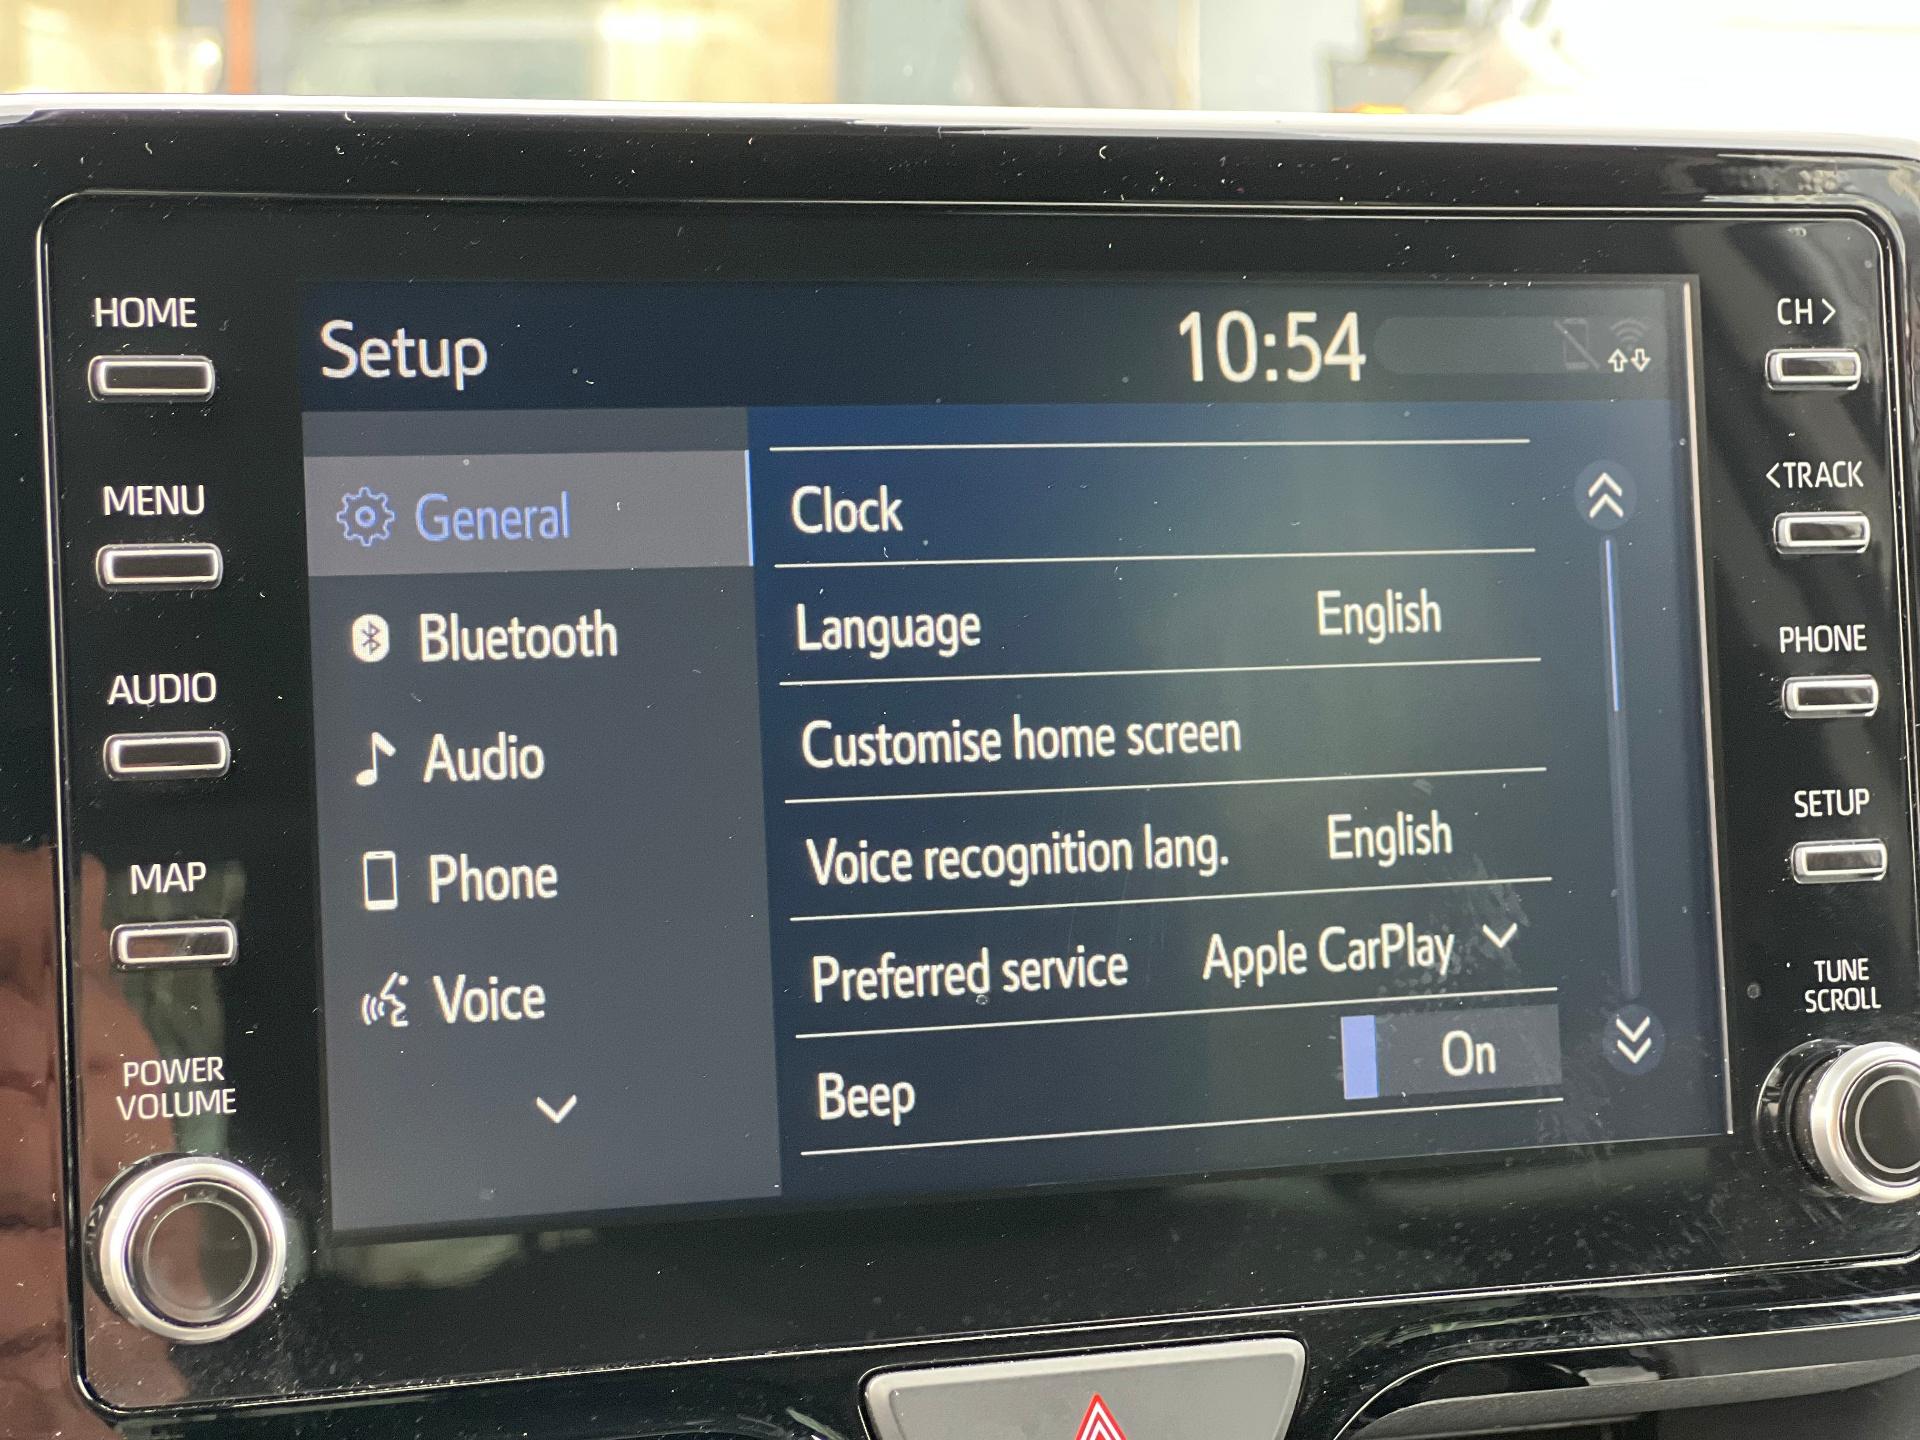 HOME
MENU
AUDIO
MAP
POWER
VOLUME
Setup
10:54
General
Bluetooth
Audio
Phone
Voice
Clock
Language English
Customise home screen
Voice recognition lang. English
Preferred service Apple CarPlay
Beep On
CH >
<TRACK
PHONE
SETUP
TUNE
SCROLL